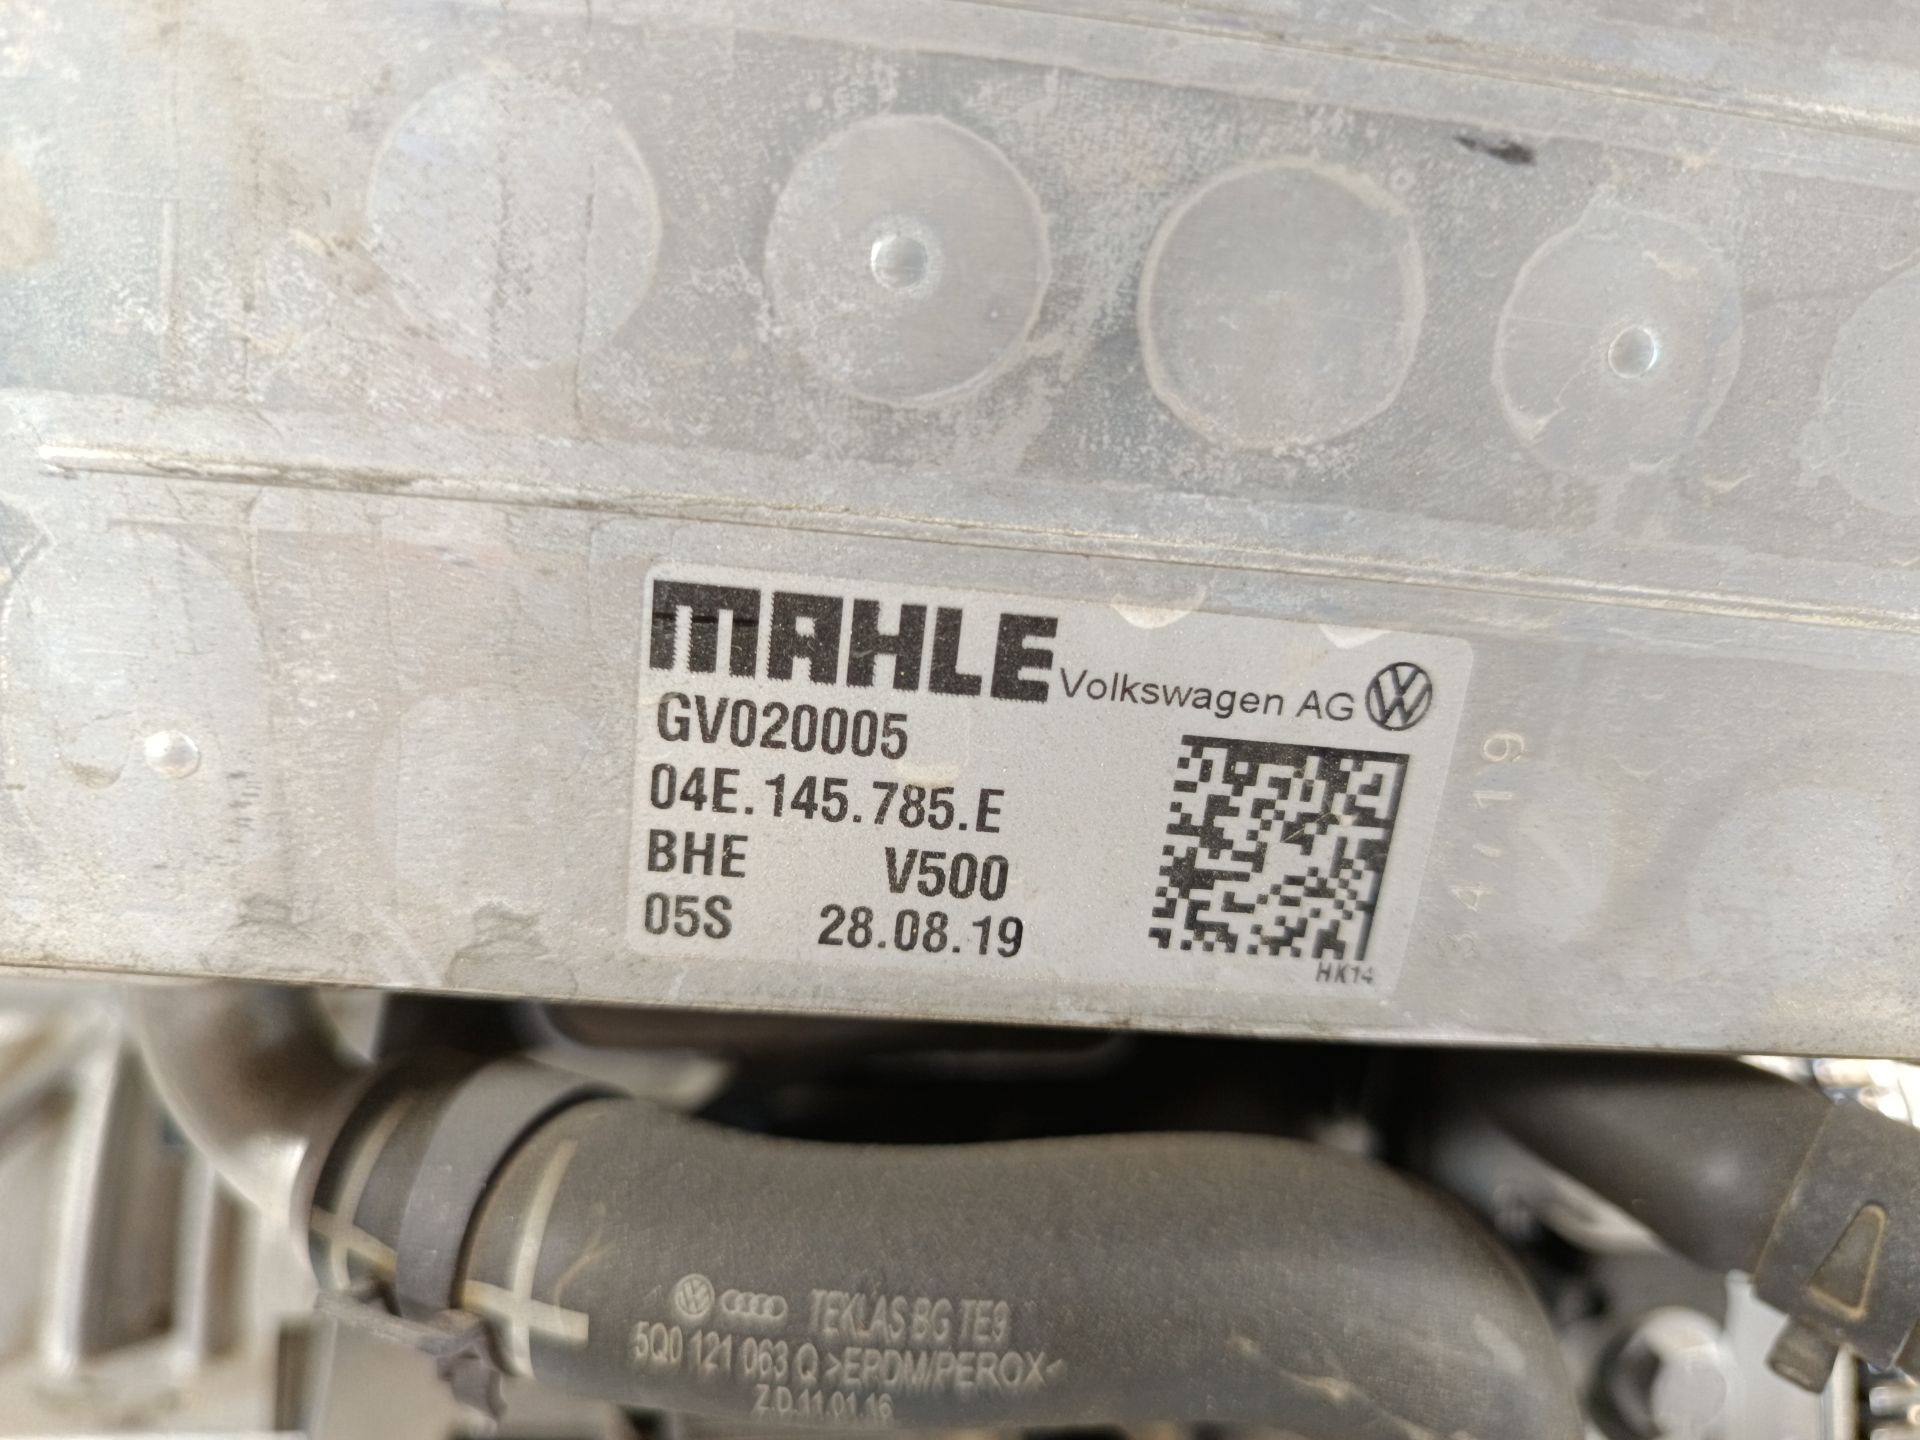 MAHLE Volkswagen AG
GV020005
04E.145.785.E
BHE V500
05S 28.08.19
HK14
34/19
TEKLAS BG TE9
5Q0 121 063 Q >EPDM/PEROX<
Z.D.11.01.16